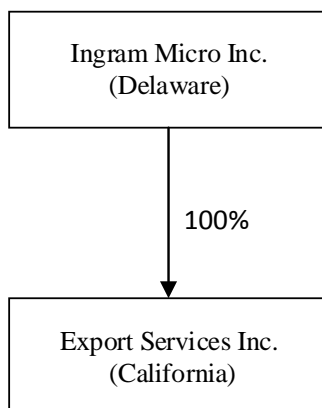 Ingram Micro Inc.
(Delaware)
100%
Export Services Inc.
(California)